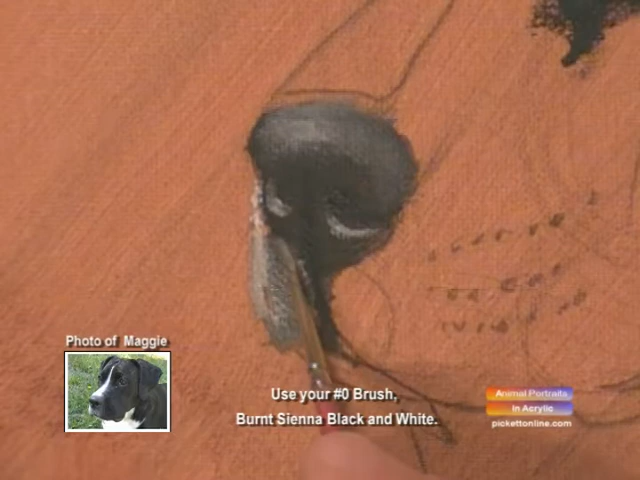 Photo of Maggie
Use your #0 Brush,
Burnt Sienna Black and White.
Animal Portraits
in Acrylic
pickettonline.com